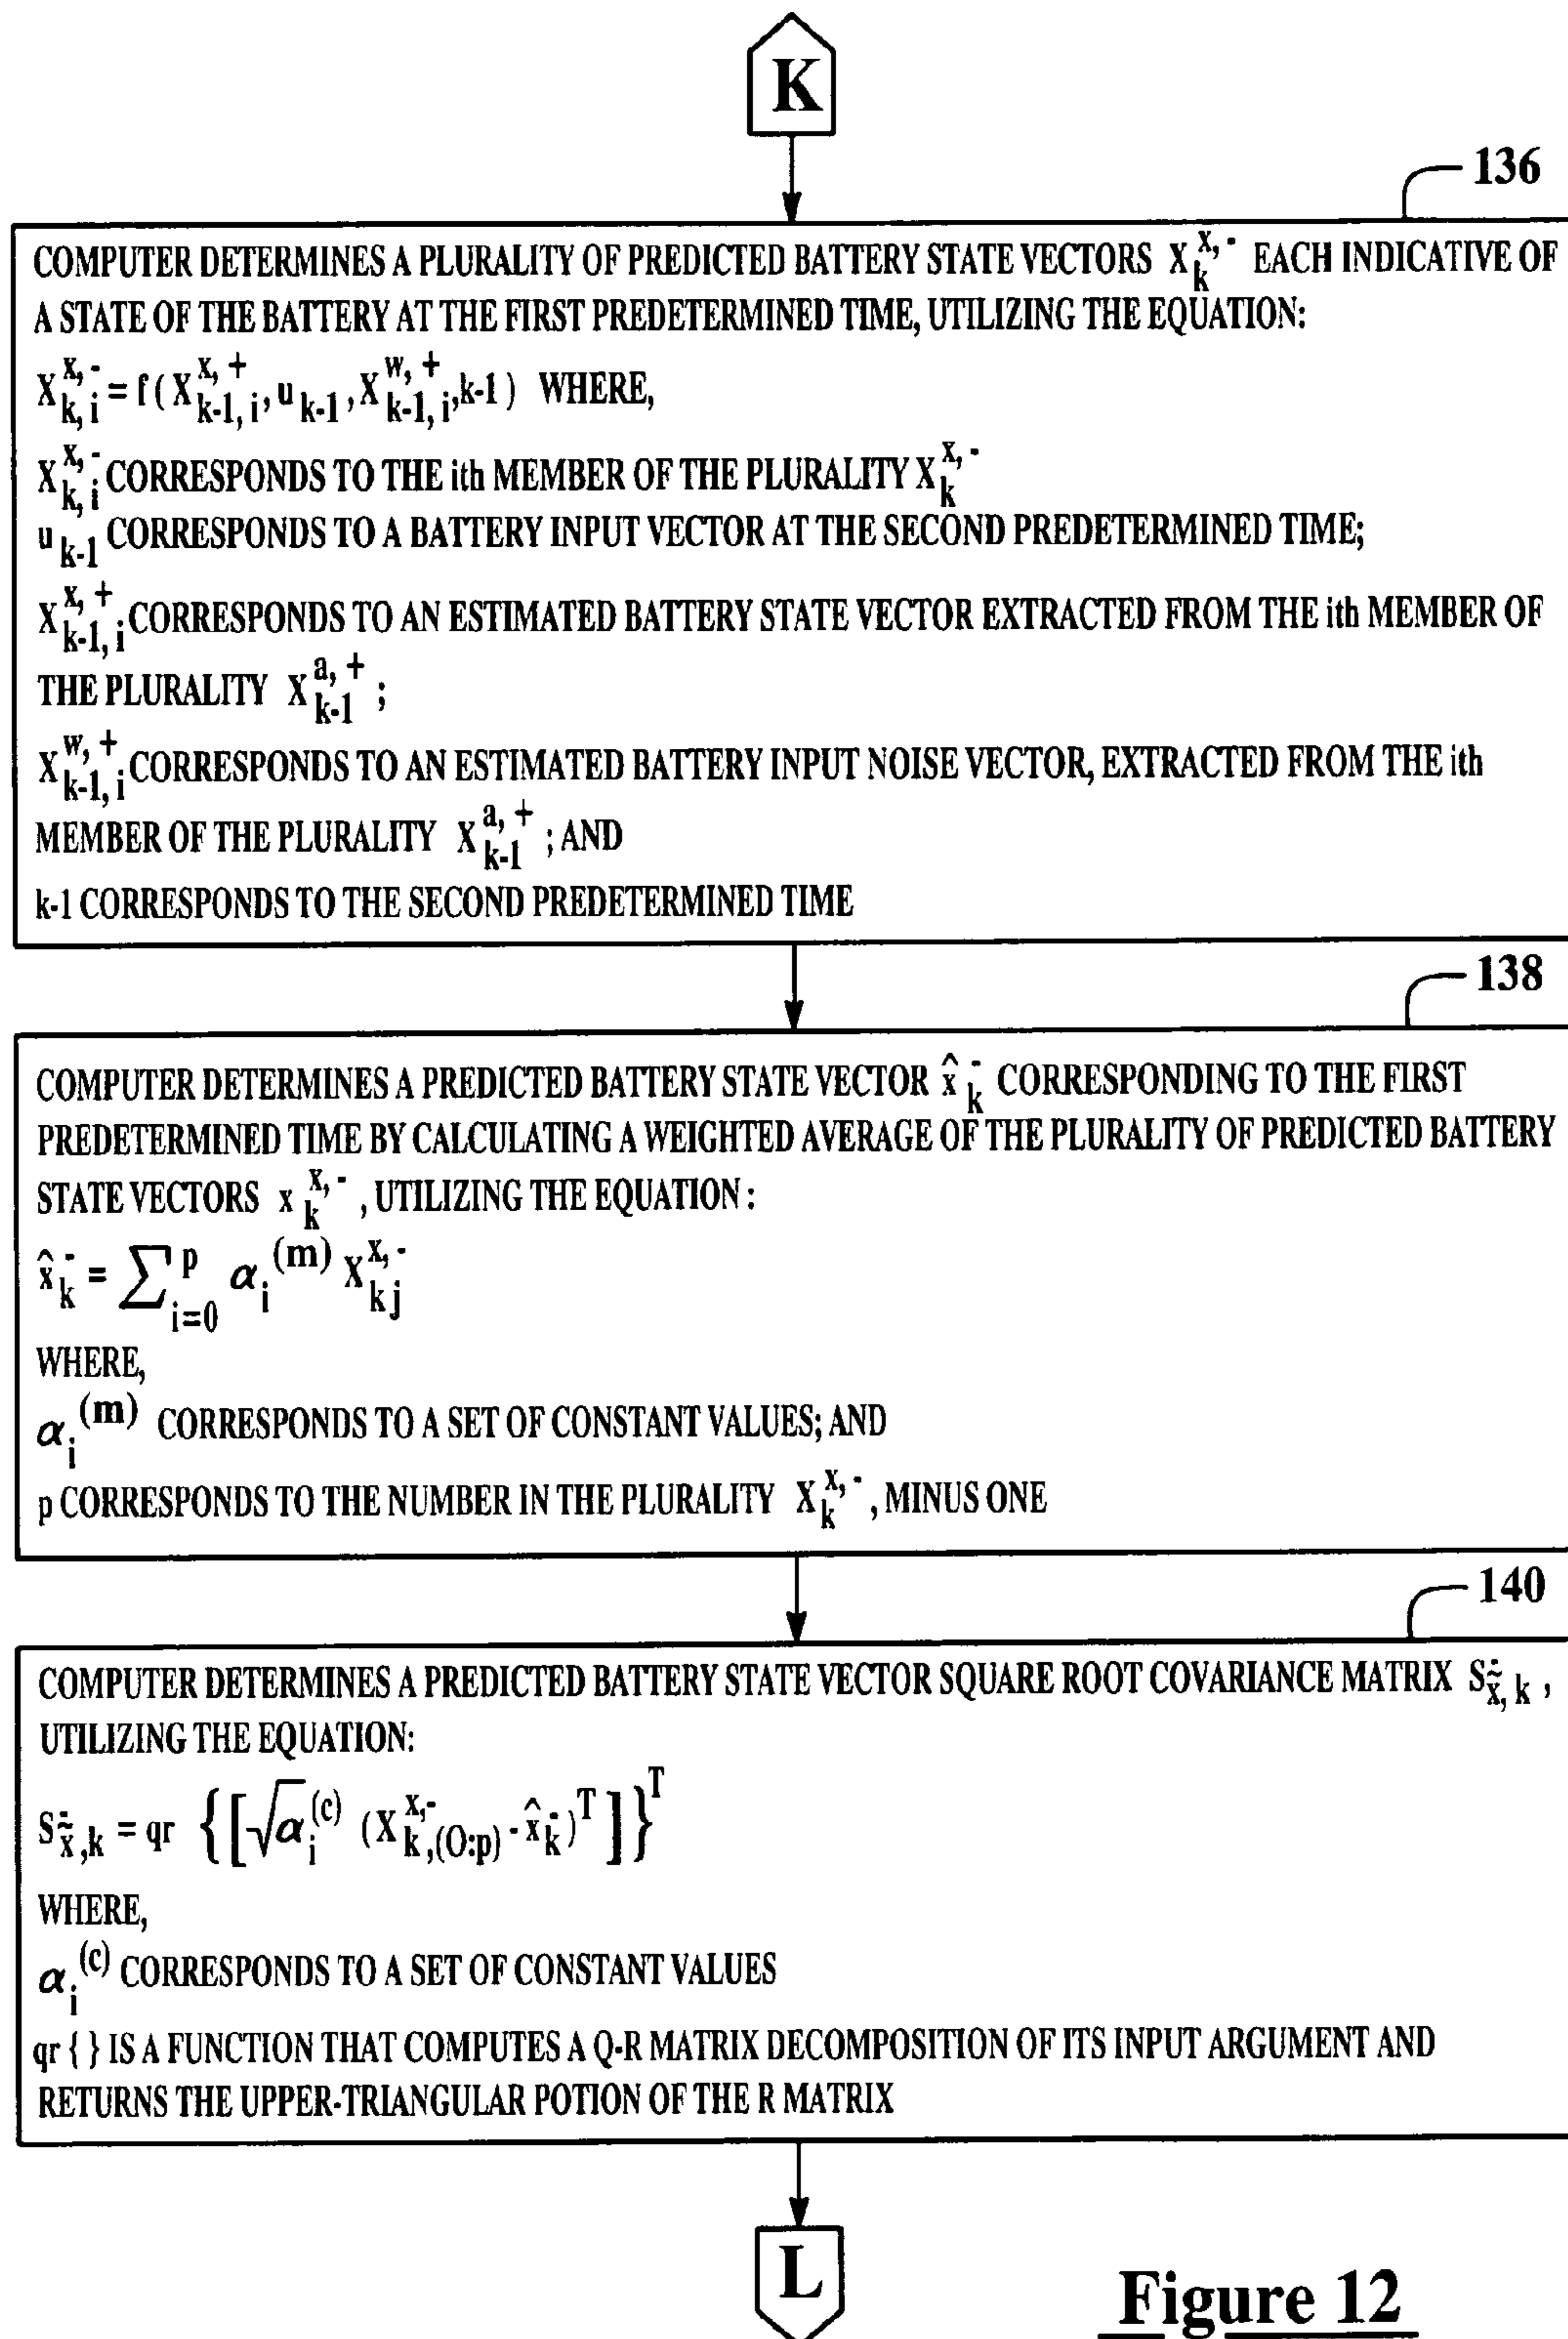 K
136
COMPUTER DETERMINES A PLURALITY OF PREDICTED BATTERY STATE VECTORS X_k^{x,-} EACH INDICATIVE OF
A STATE OF THE BATTERY AT THE FIRST PREDETERMINED TIME, UTILIZING THE EQUATION:
X_{k,i}^{x,-} = f ( X_{k-1,i}^{x,+}, u_{k-1}, X_{k-1,i}^{w,+}, k-1 ) WHERE,
X_{k,i}^{x,-} CORRESPONDS TO THE ith MEMBER OF THE PLURALITY X_k^{x,-}
u_{k-1} CORRESPONDS TO A BATTERY INPUT VECTOR AT THE SECOND PREDETERMINED TIME;
X_{k-1,i}^{x,+} CORRESPONDS TO AN ESTIMATED BATTERY STATE VECTOR EXTRACTED FROM THE ith MEMBER OF
THE PLURALITY X_{k-1}^{a,+} ;
X_{k-1,i}^{w,+} CORRESPONDS TO AN ESTIMATED BATTERY INPUT NOISE VECTOR, EXTRACTED FROM THE ith
MEMBER OF THE PLURALITY X_{k-1}^{a,+} ; AND
k-1 CORRESPONDS TO THE SECOND PREDETERMINED TIME
138
COMPUTER DETERMINES A PREDICTED BATTERY STATE VECTOR x̂_k^- CORRESPONDING TO THE FIRST
PREDETERMINED TIME BY CALCULATING A WEIGHTED AVERAGE OF THE PLURALITY OF PREDICTED BATTERY
STATE VECTORS x_k^{x,-} , UTILIZING THE EQUATION :
x̂_k^- = ∑_{i=0}^p α_i^{(m)} X_{kj}^{x,-}
WHERE,
α_i^{(m)} CORRESPONDS TO A SET OF CONSTANT VALUES; AND
p CORRESPONDS TO THE NUMBER IN THE PLURALITY X_k^{x,-} , MINUS ONE
140
COMPUTER DETERMINES A PREDICTED BATTERY STATE VECTOR SQUARE ROOT COVARIANCE MATRIX S_{x̃,k}^- ,
UTILIZING THE EQUATION:
S_{x̃,k}^- = qr { [ √α_i^{(c)} (X_{k,(O:p)}^{x,-} - x̂_k^-)^T ] }^T
WHERE,
α_i^{(c)} CORRESPONDS TO A SET OF CONSTANT VALUES
qr { } IS A FUNCTION THAT COMPUTES A Q-R MATRIX DECOMPOSITION OF ITS INPUT ARGUMENT AND
RETURNS THE UPPER-TRIANGULAR POTION OF THE R MATRIX
L
Figure 12